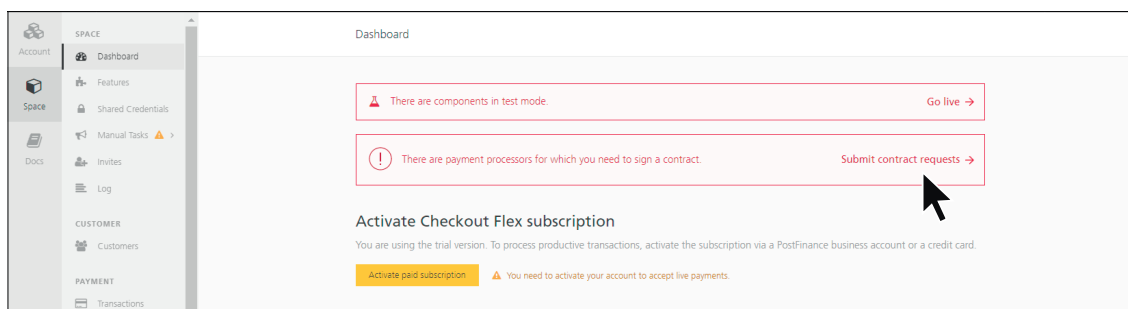 Account
Space
Docs
SPACE
Dashboard
Features
Shared Credentials
Manual Tasks
Invites
Log
CUSTOMER
Customers
PAYMENT
Transactions
Dashboard
There are components in test mode.
Go live →
There are payment processors for which you need to sign a contract.
Submit contract requests →
Activate Checkout Flex subscription
You are using the trial version. To process productive transactions, activate the subscription via a PostFinance business account or a credit card.
Activate paid subscription
You need to activate your account to accept live payments.